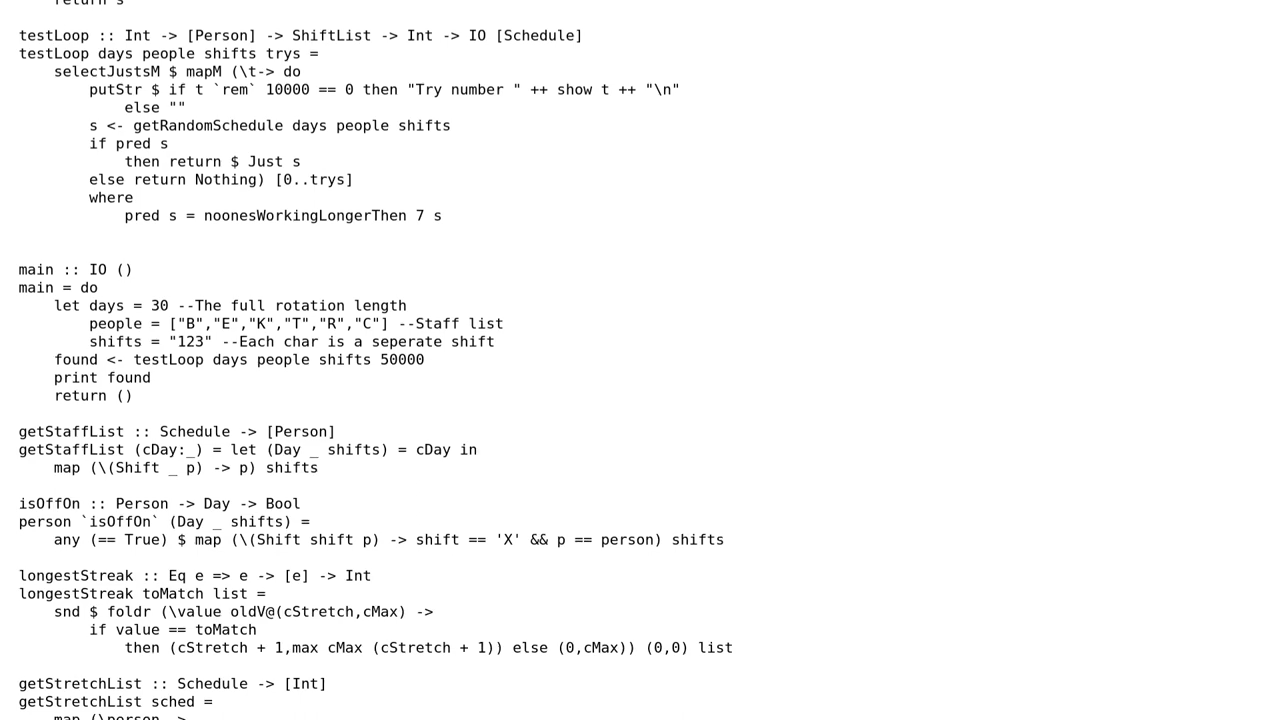 return s
testLoop :: Int -> [Person] -> ShiftList -> Int -> IO [Schedule]
testLoop days people shifts trys =
    selectJustsM $ mapM (\t-> do
        putStr $ if t `rem` 10000 == 0 then "Try number " ++ show t ++ "\n"
            else ""
        s <- getRandomSchedule days people shifts
        if pred s
            then return $ Just s
        else return Nothing) [0..trys]
        where
            pred s = noonesWorkingLongerThen 7 s
main :: IO ()
main = do
    let days = 30 --The full rotation length
        people = ["B","E","K","T","R","C"] --Staff list
        shifts = "123" --Each char is a seperate shift
    found <- testLoop days people shifts 50000
    print found
    return ()
getStaffList :: Schedule -> [Person]
getStaffList (cDay:_) = let (Day _ shifts) = cDay in
    map (\(Shift _ p) -> p) shifts
isOffOn :: Person -> Day -> Bool
person `isOffOn` (Day _ shifts) =
    any (== True) $ map (\(Shift shift p) -> shift == 'X' && p == person) shifts
longestStreak :: Eq e => e -> [e] -> Int
longestStreak toMatch list =
    snd $ foldr (\value oldV@(cStretch,cMax) ->
        if value == toMatch
            then (cStretch + 1,max cMax (cStretch + 1)) else (0,cMax)) (0,0) list
getStretchList :: Schedule -> [Int]
getStretchList sched =
    map (\person ->